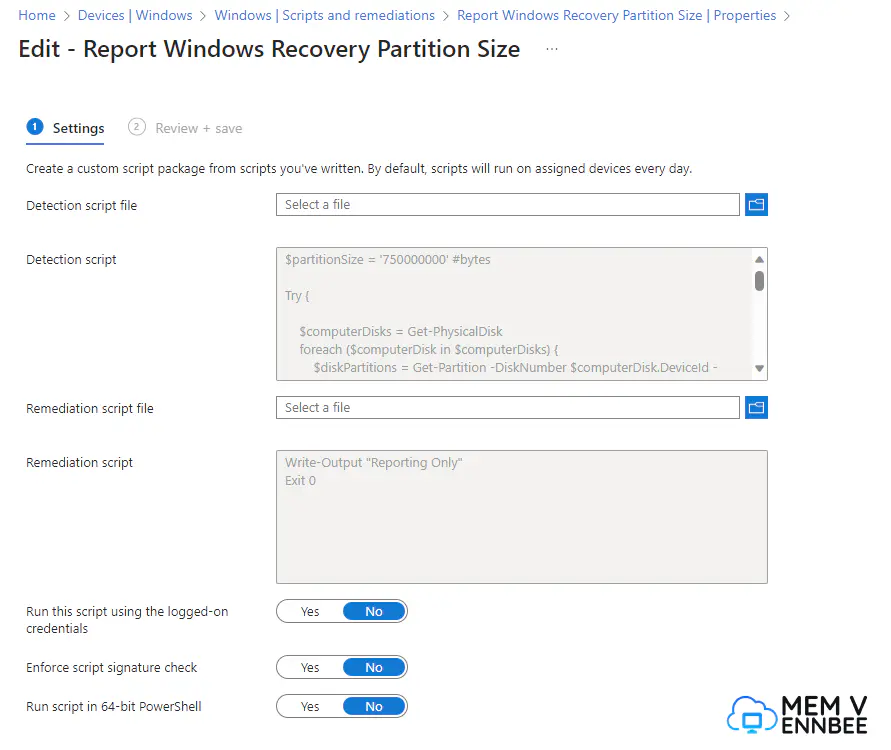 Home > Devices | Windows > Windows | Scripts and remediations > Report Windows Recovery Partition Size | Properties >
Edit - Report Windows Recovery Partition Size ...
1 Settings 2 Review + save
Create a custom script package from scripts you've written. By default, scripts will run on assigned devices every day.
Detection script file Select a file
Detection script
$partitionSize = '750000000' #bytes
Try {
$computerDisks = Get-PhysicalDisk
foreach ($computerDisk in $computerDisks) {
$diskPartitions = Get-Partition -DiskNumber $computerDisk.DeviceId -
Remediation script file Select a file
Remediation script
Write-Output "Reporting Only"
Exit 0
Run this script using the logged-on
credentials
Yes No
Enforce script signature check Yes No
Run script in 64-bit PowerShell Yes No
MEM V
ENNBEE